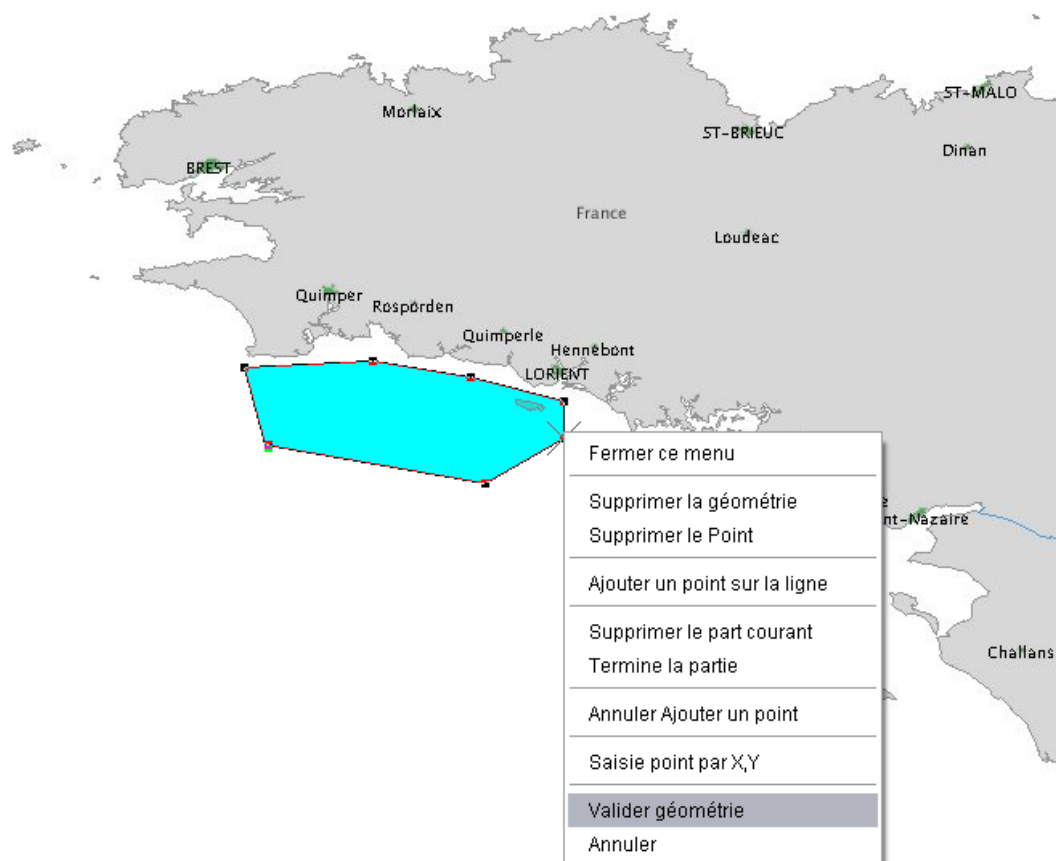 ST-MALO
Morlaix
ST-BRIEUC
Dinan
BREST
France
Loudeac
Quimper
Rosporden
Quimperle
Hennebont
LORIENT
Fermer ce menu
Supprimer la géométrie
Supprimer le Point
nt-Nazaire
Ajouter un point sur la ligne
Supprimer le part courant
Termine la partie
Challans
Annuler Ajouter un point
Saisie point par X,Y
Valider géométrie
Annuler